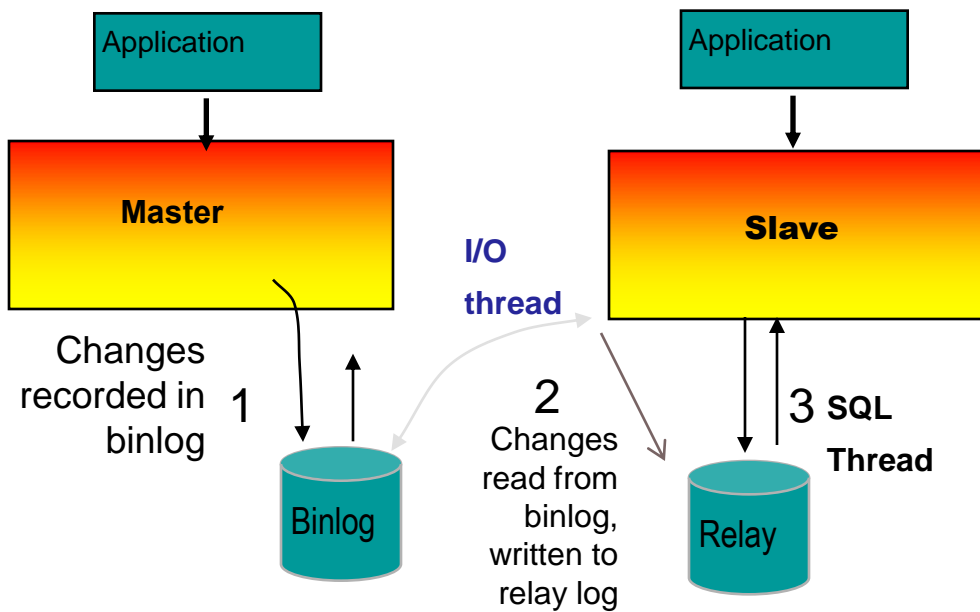 Application
Application
Master
Slave
I/O
thread
Changes
recorded in
binlog
1
2
Changes
read from
binlog,
written to
relay log
3
SQL
Thread
Binlog
Relay